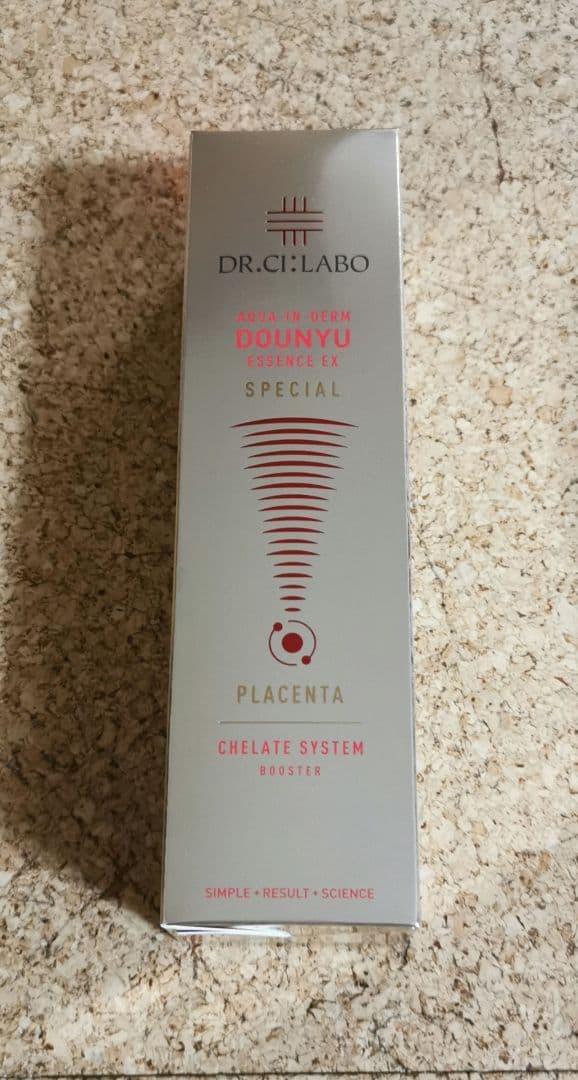 DR.CI:LABO
AQUA-IN-DERM
DOUNYU
ESSENCE EX
SPECIAL
PLACENTA
CHELATE SYSTEM
BOOSTER
SIMPLE + RESULT + SCIENCE